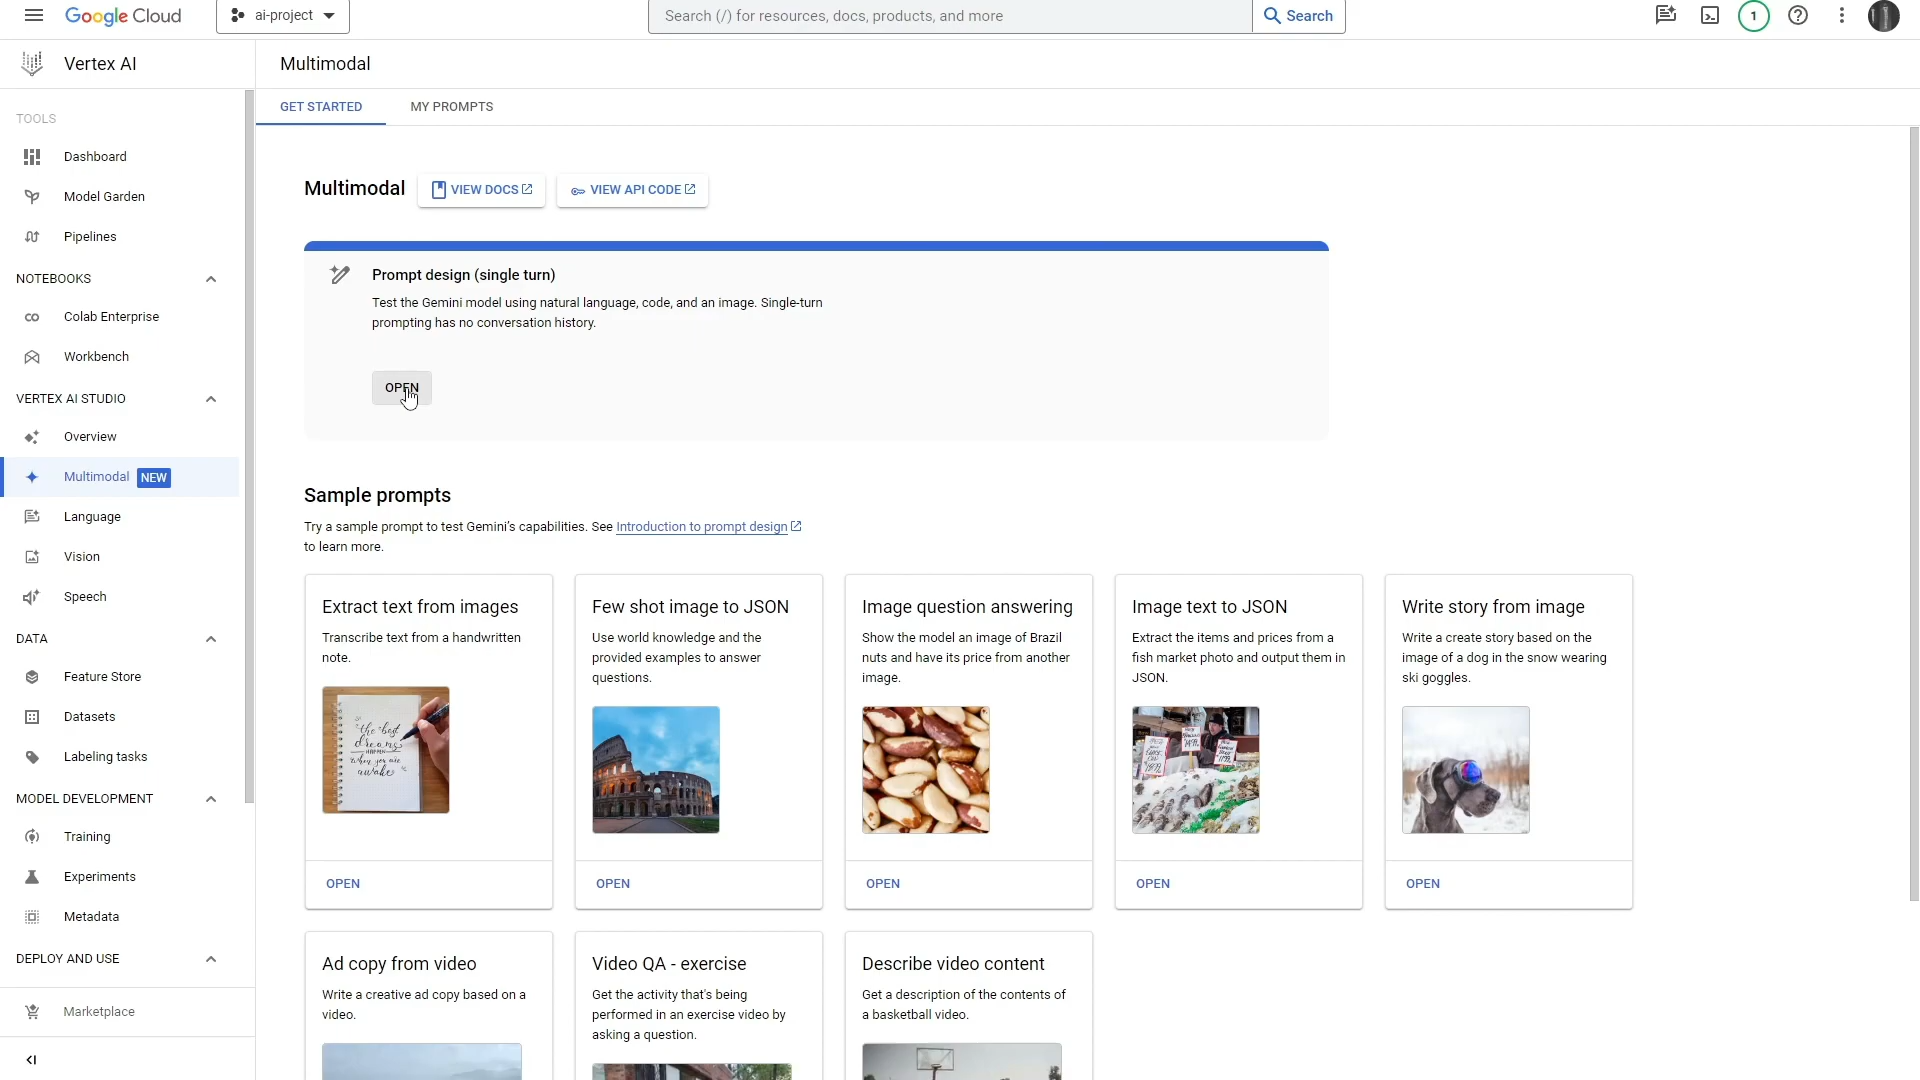 Google Cloud
ai-project
Search (/) for resources, docs, products, and more
Search
1
Vertex AI
Multimodal
GET STARTED
MY PROMPTS
TOOLS
Dashboard
Model Garden
Pipelines
NOTEBOOKS
Colab Enterprise
Workbench
VERTEX AI STUDIO
Overview
Multimodal NEW
Language
Vision
Speech
DATA
Feature Store
Datasets
Labeling tasks
MODEL DEVELOPMENT
Training
Experiments
Metadata
DEPLOY AND USE
Marketplace
Multimodal
VIEW DOCS
VIEW API CODE
Prompt design (single turn)
Test the Gemini model using natural language, code, and an image. Single-turn
prompting has no conversation history.
OPEN
Sample prompts
Try a sample prompt to test Gemini's capabilities. See Introduction to prompt design
to learn more.
Extract text from images
Transcribe text from a handwritten
note.
the best
dreams
HAPPEN
when you are
awake
OPEN
Few shot image to JSON
Use world knowledge and the
provided examples to answer
questions.
OPEN
Image question answering
Show the model an image of Brazil
nuts and have its price from another
image.
OPEN
Image text to JSON
Extract the items and prices from a
fish market photo and output them in
JSON.
OPEN
Write story from image
Write a create story based on the
image of a dog in the snow wearing
ski goggles.
OPEN
Ad copy from video
Write a creative ad copy based on a
video.
Video QA - exercise
Get the activity that's being
performed in an exercise video by
asking a question.
Describe video content
Get a description of the contents of
a basketball video.